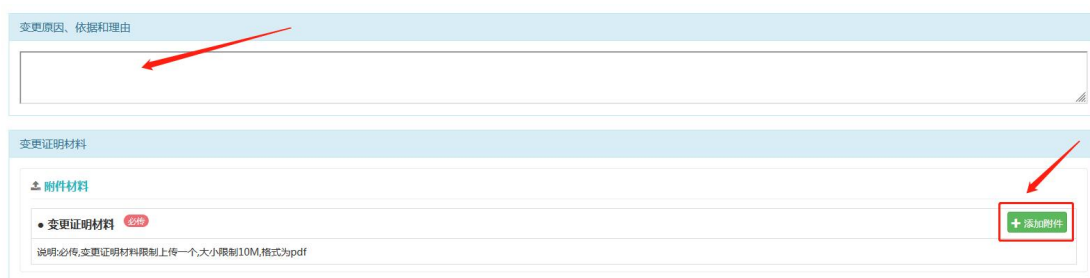 变更原因、依据和理由
变更证明材料
附件材料
● 变更证明材料 必传
+ 添加附件
说明:必传,变更证明材料限制上传一个,大小限制10M,格式为pdf